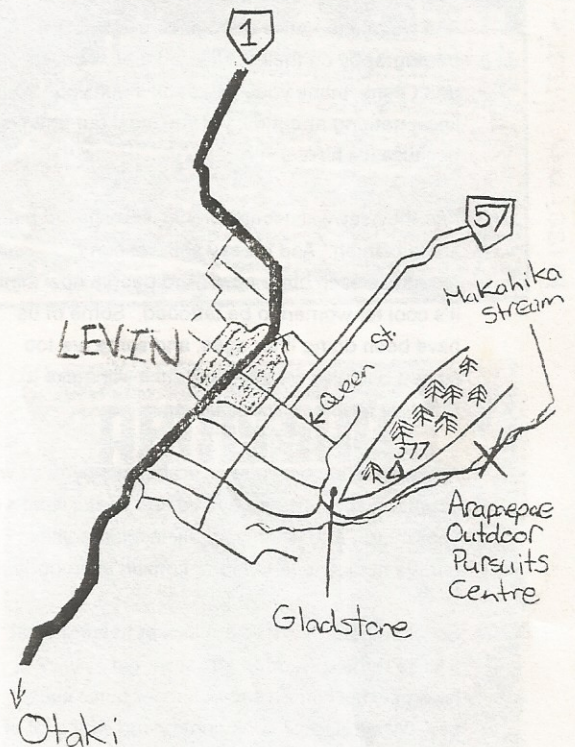 1
57
Makahika
Stream
LEVIN
Queen St.
377
Arapaepae
Outdoor
Pursuits
Centre
Gladstone
Otaki